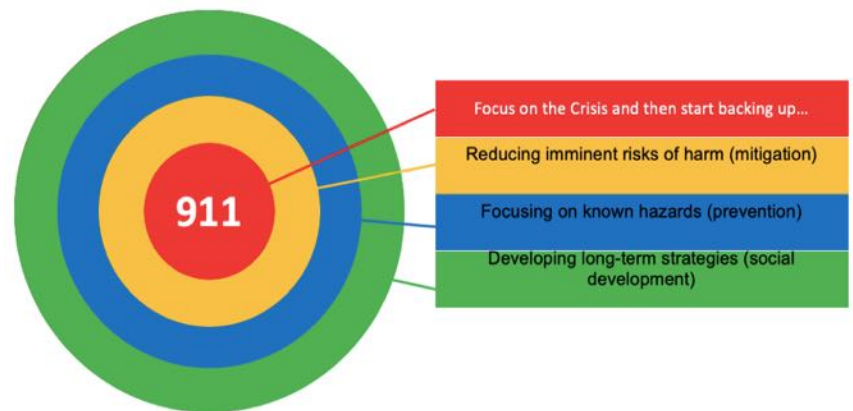 911
Focus on the Crisis and then start backing up...
Reducing imminent risks of harm (mitigation)
Focusing on known hazards (prevention)
Developing long-term strategies (social
development)